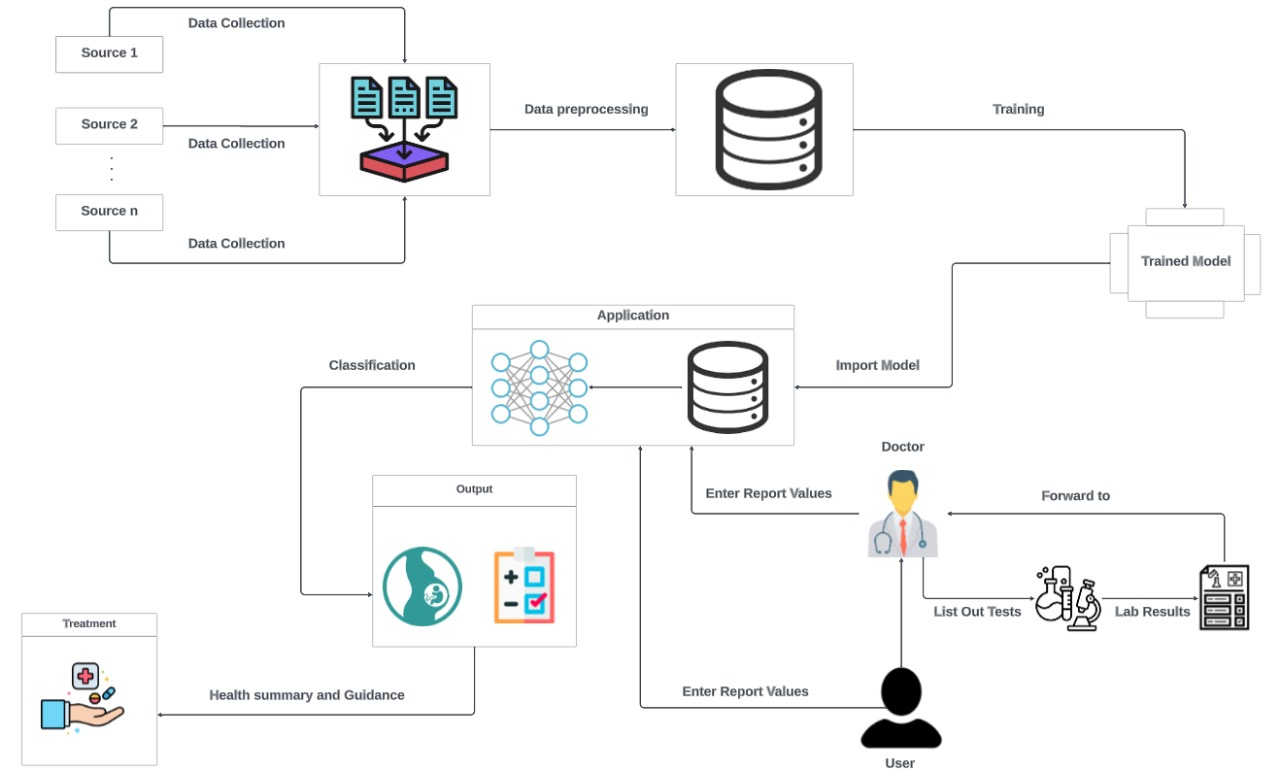 Data Collection
Source 1
Source 2
Data Collection
Source n
Data Collection
Data preprocessing
Training
Trained Model
Application
Classification
Import Model
Output
Doctor
Enter Report Values
Forward to
List Out Tests
Lab Results
Treatment
Health summary and Guidance
Enter Report Values
User